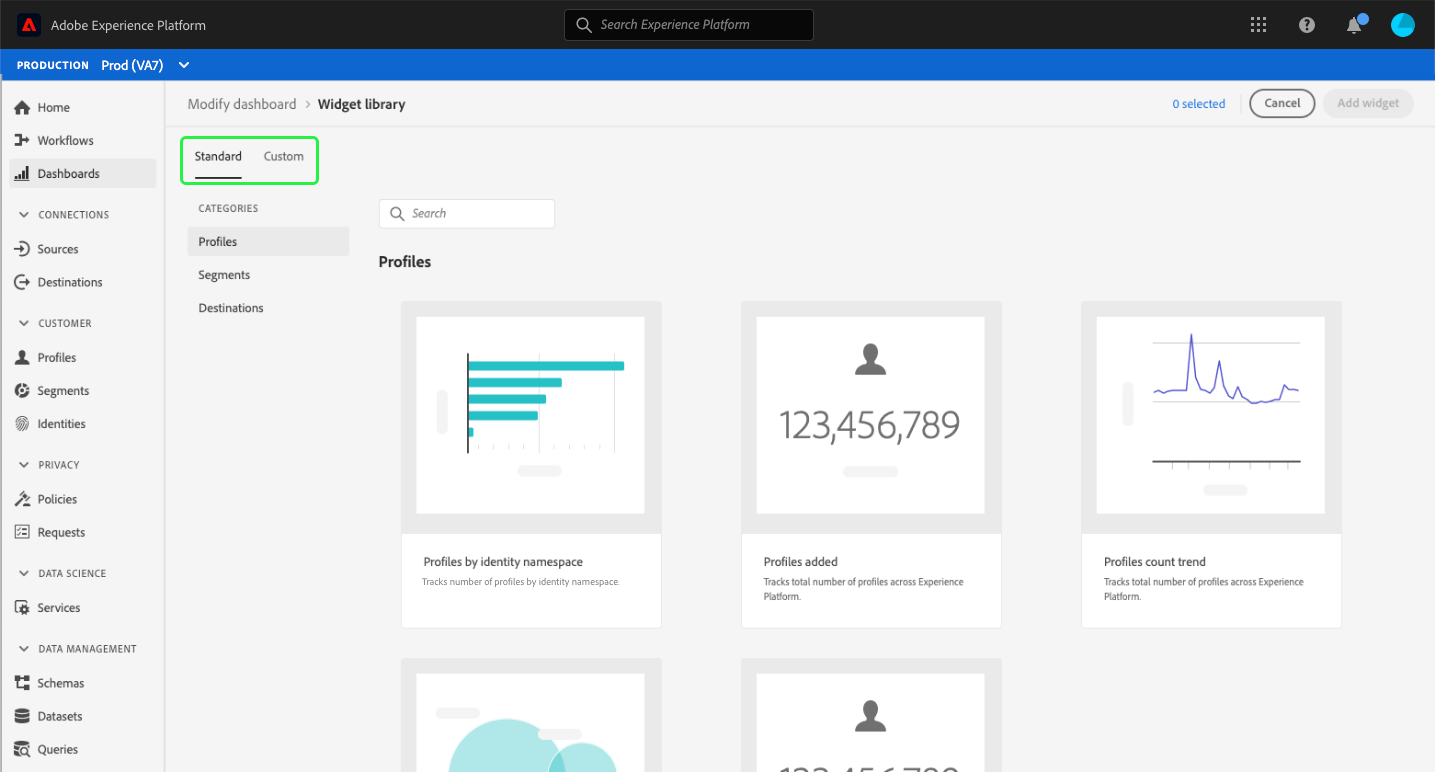 Adobe Experience Platform
Search Experience Platform
PRODUCTION Prod (VA7)
Home
Workflows
Dashboards
CONNECTIONS
Sources
Destinations
CUSTOMER
Profiles
Segments
Identities
PRIVACY
Policies
Requests
DATA SCIENCE
Services
DATA MANAGEMENT
Schemas
Datasets
Queries
Modify dashboard > Widget library
0 selected
Cancel
Add widget
Standard Custom
CATEGORIES
Profiles
Segments
Destinations
Search
Profiles
Profiles by identity namespace
Tracks number of profiles by identity namespace.
123,456,789
Profiles added
Tracks total number of profiles across Experience
Platform.
Profiles count trend
Tracks total number of profiles across Experience
Platform.
123,456,789